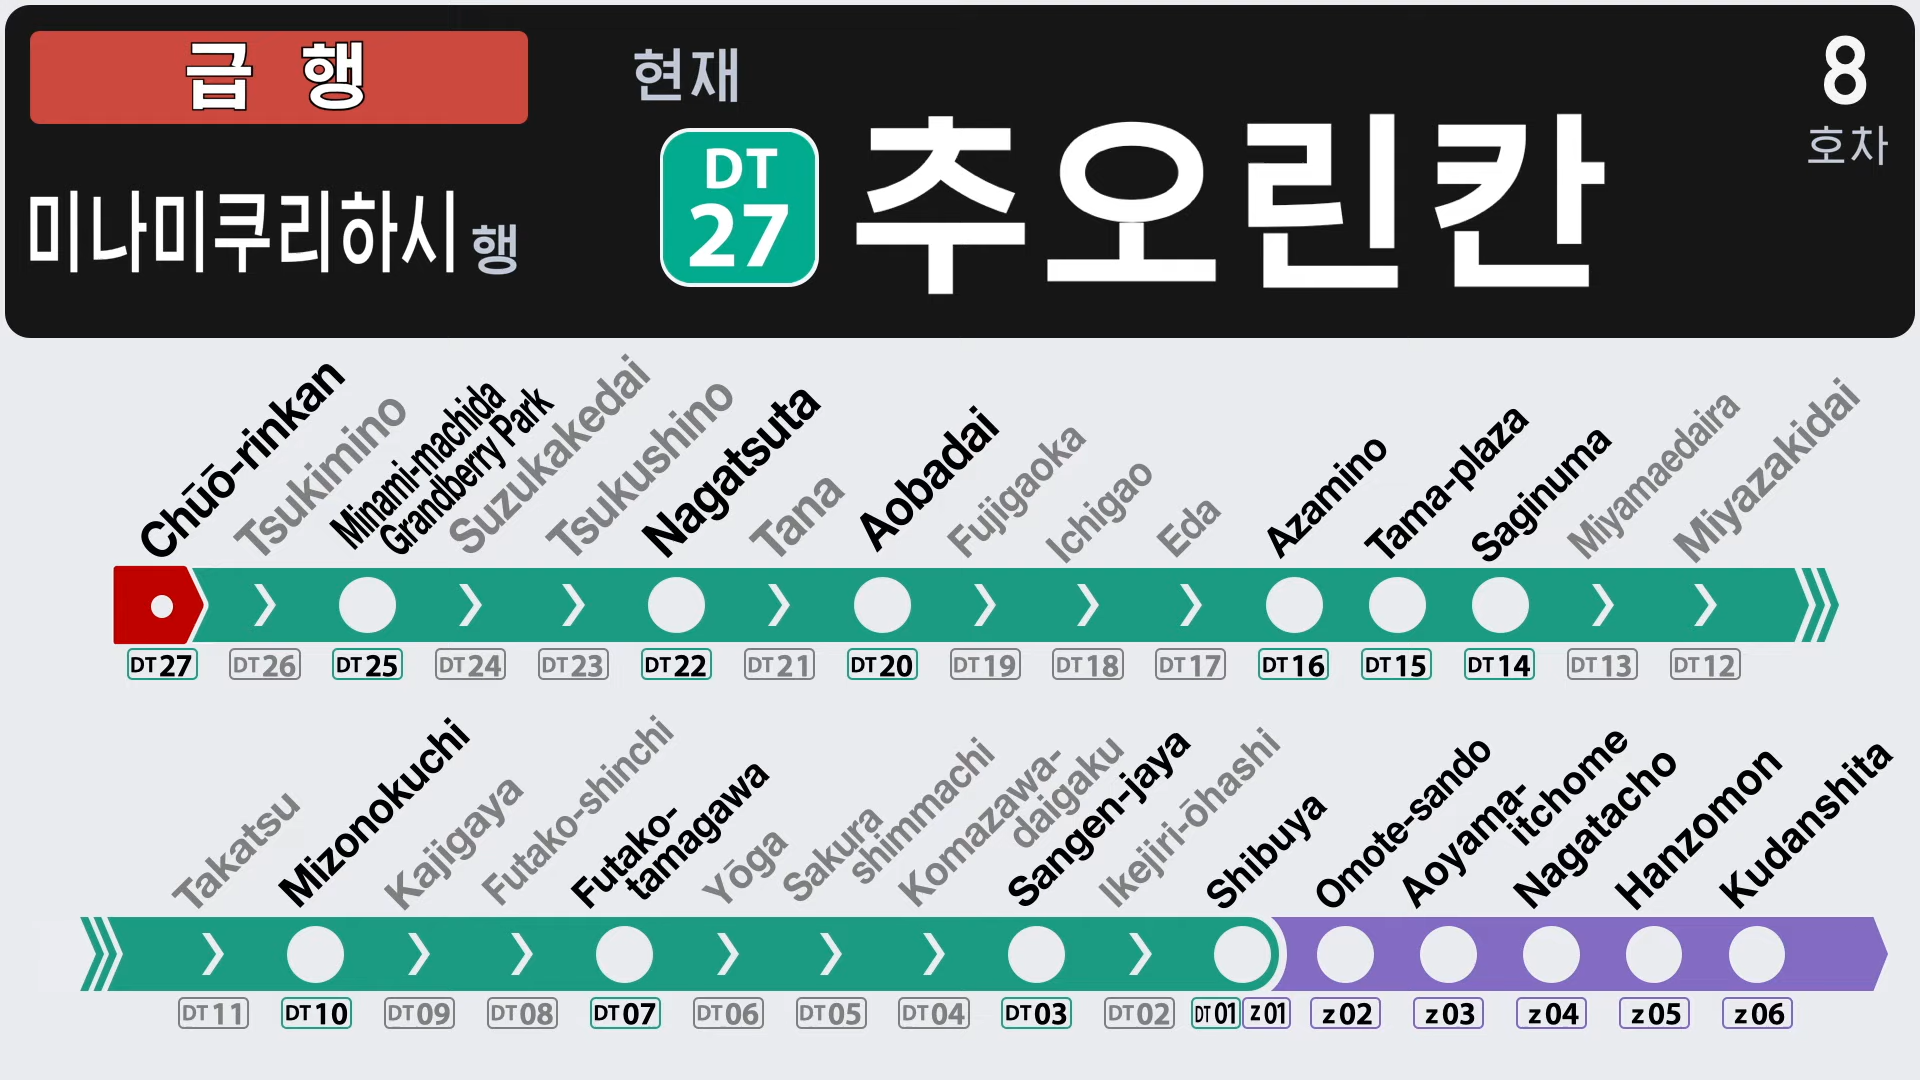 급 행
현재
8
호차
DT
27
추오린칸
미나미쿠리하시 행
Chūō-rinkan
Tsukimino
Minami-machida
Grandberry Park
Suzukakedai
Tsukushino
Nagatsuta
Tana
Aobadai
Fujigaoka
Ichigao
Eda
Azamino
Tama-plaza
Saginuma
Miyamaedaira
Miyazakidai
DT27 DT26 DT25 DT24 DT23 DT22 DT21 DT20 DT19 DT18 DT17 DT16 DT15 DT14 DT13 DT12
Takatsu
Mizonokuchi
Kajigaya
Futako-shinchi
Futako-
tamagawa
Yōga
Sakura
shimmachi
Komazawa-
daigaku
Sangen-jaya
Ikejiri-ōhashi
Shibuya
Omote-sando
Aoyama-
itchome
Nagatacho
Hanzomon
Kudanshita
DT11 DT10 DT09 DT08 DT07 DT06 DT05 DT04 DT03 DT02 DT01 z01 z02 z03 z04 z05 z06